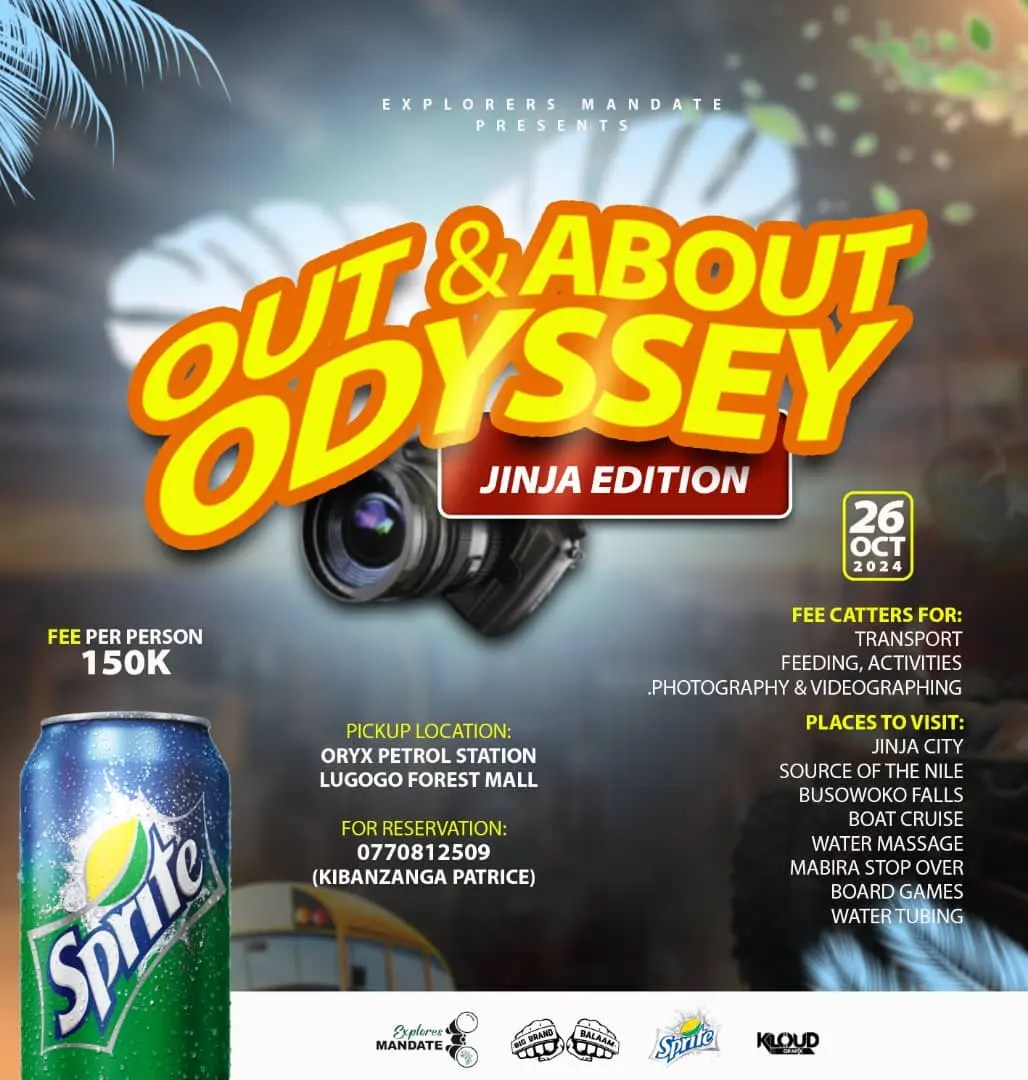 EXPLORERS MANDATE
PRESENTS
OUT & ABOUT
ODYSSEY
JINJA EDITION
26
OCT
2024
FEE PER PERSON
150K
FEE CATTERS FOR:
TRANSPORT
FEEDING, ACTIVITIES
.PHOTOGRAPHY & VIDEOGRAPHING
PICKUP LOCATION:
ORYX PETROL STATION
LUGOGO FOREST MALL
FOR RESERVATION:
0770812509
(KIBANZANGA PATRICE)
PLACES TO VISIT:
JINJA CITY
SOURCE OF THE NILE
BUSOWOKO FALLS
BOAT CRUISE
WATER MASSAGE
MABIRA STOP OVER
BOARD GAMES
WATER TUBING
Sprite
Explores
MANDATE
BIG BRAND
BALAAM
Sprite
KLOUD
GRAFIX